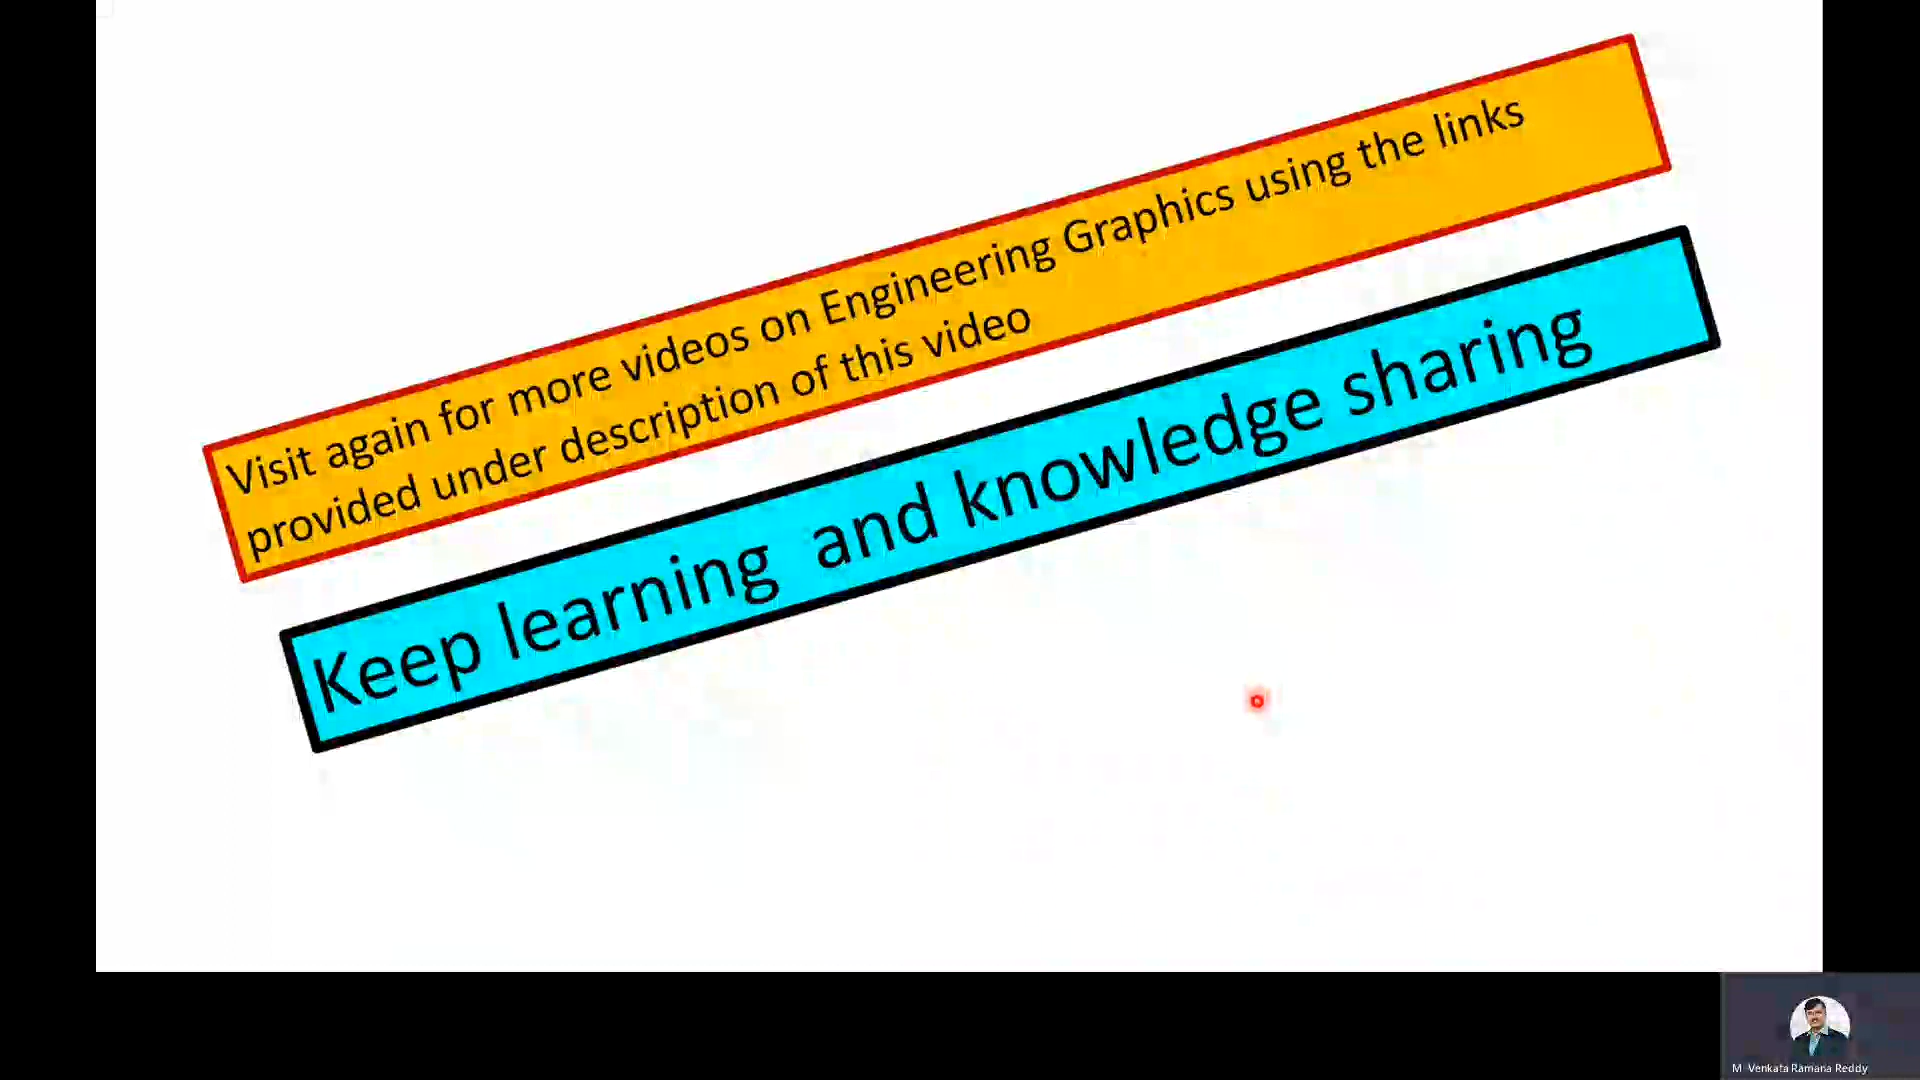 Visit again for more videos on Engineering Graphics using the links
provided under description of this video
Keep learning  and knowledge sharing
M Venkata Ramana Reddy